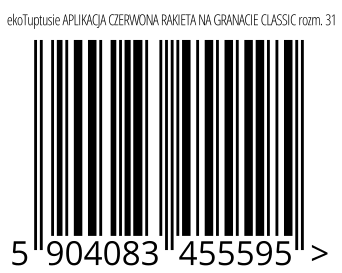 ekoTuptusie APLIKACJA CZERWONA RAKIETA NA GRANACIE CLASSIC rozm. 31
5 904083 455595 >